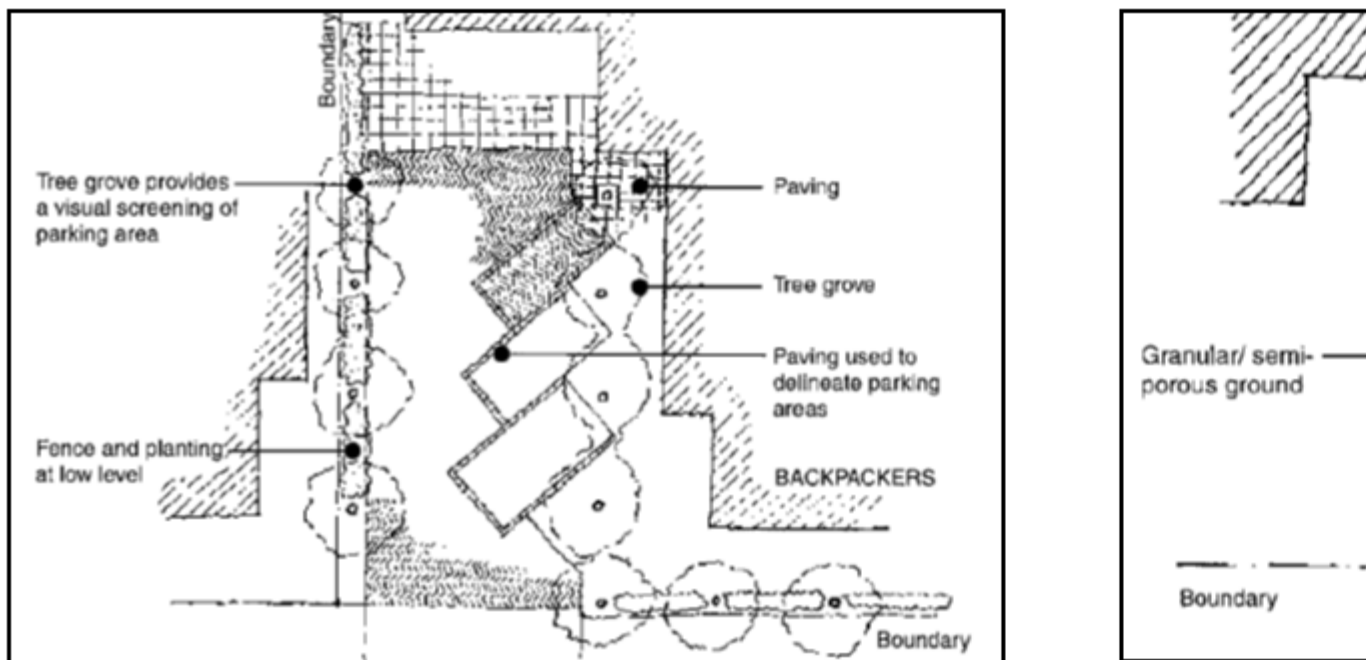 Boundary
Tree grove provides
a visual screening of
parking area
Paving
Tree grove
Paving used to
delineate parking
areas
Fence and planting
at low level
BACKPACKERS
Boundary
Granular/ semi-
porous ground
Boundary